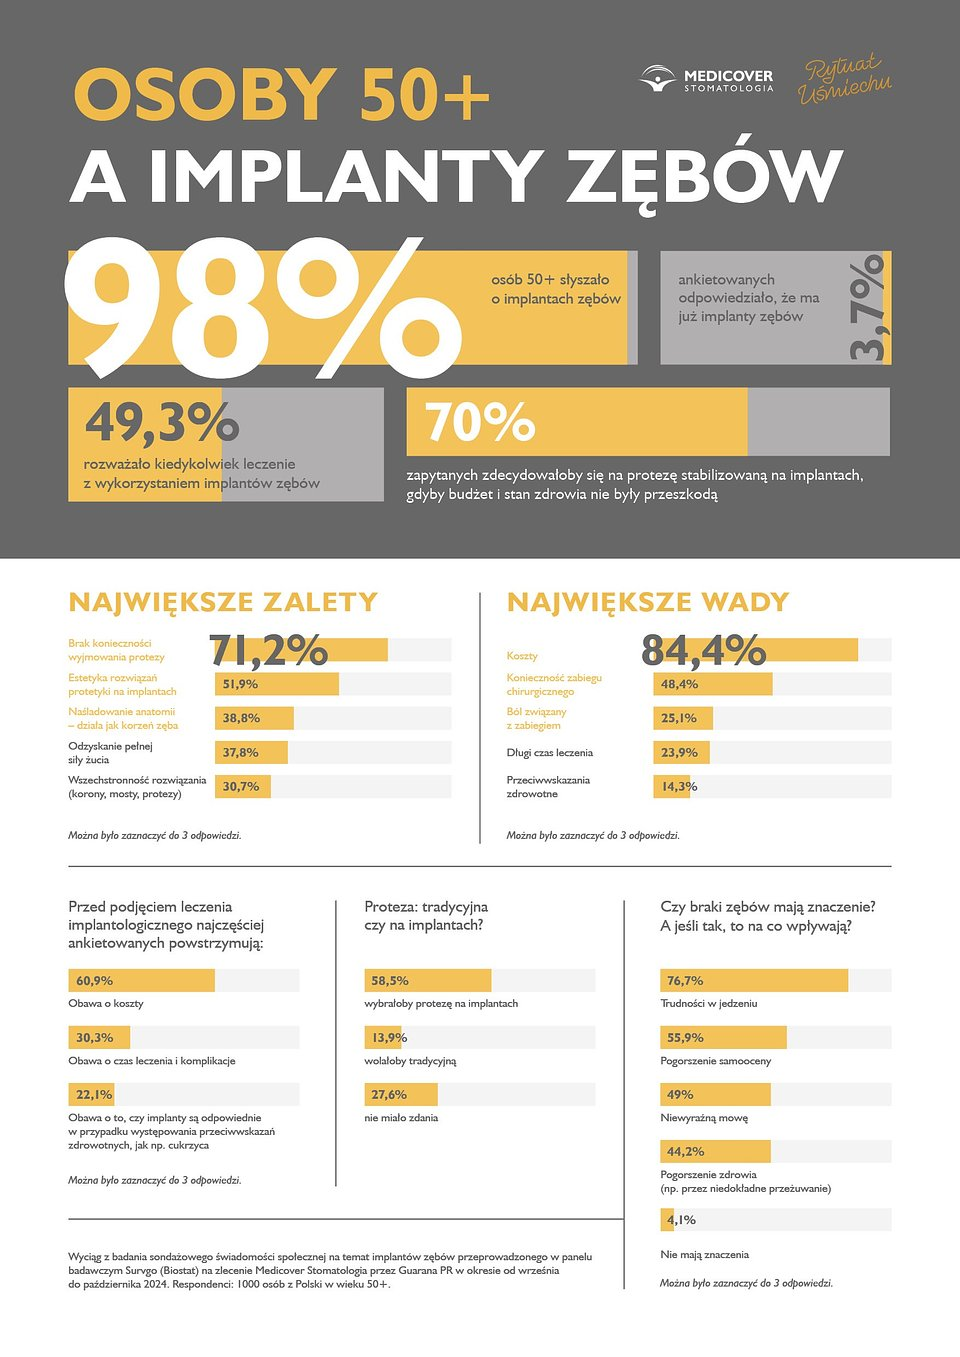 OSOBY 50+
A IMPLANTY ZĘBÓW
MEDICOVER
STOMATOLOGIA
Rytuał
Uśmiechu
98%
osób 50+ słyszało
o implantach zębów
ankietowanych
odpowiedziało, że ma
już implanty zębów
3,7%
49,3%
rozważało kiedykolwiek leczenie
z wykorzystaniem implantów zębów
70%
zapytanych zdecydowałoby się na protezę stabilizowaną na implantach,
gdyby budżet i stan zdrowia nie były przeszkodą
NAJWIĘKSZE ZALETY
Brak konieczności
wyjmowania protezy
71,2%
Estetyka rozwiązań
protetyki na implantach
51,9%
Naśladowanie anatomii
– działa jak korzeń zęba
38,8%
Odzyskanie pełnej
siły żucia
37,8%
Wszechstronność rozwiązania
(korony, mosty, protezy)
30,7%
Można było zaznaczyć do 3 odpowiedzi.
NAJWIĘKSZE WADY
Koszty
84,4%
Konieczność zabiegu
chirurgicznego
48,4%
Ból związany
z zabiegiem
25,1%
Długi czas leczenia
23,9%
Przeciwwskazania
zdrowotne
14,3%
Można było zaznaczyć do 3 odpowiedzi.
Przed podjęciem leczenia
implantologicznego najczęściej
ankietowanych powstrzymują:
60,9%
Obawa o koszty
30,3%
Obawa o czas leczenia i komplikacje
22,1%
Obawa o to, czy implanty są odpowiednie
w przypadku występowania przeciwwskazań
zdrowotnych, jak np. cukrzyca
Można było zaznaczyć do 3 odpowiedzi.
Proteza: tradycyjna
czy na implantach?
58,5%
wybrałoby protezę na implantach
13,9%
wolałoby tradycyjną
27,6%
nie miało zdania
Czy braki zębów mają znaczenie?
A jeśli tak, to na co wpływają?
76,7%
Trudności w jedzeniu
55,9%
Pogorszenie samooceny
49%
Niewyraźną mowę
44,2%
Pogorszenie zdrowia
(np. przez niedokładne przeżuwanie)
4,1%
Nie mają znaczenia
Można było zaznaczyć do 3 odpowiedzi.
Wyciąg z badania sondażowego świadomości społecznej na temat implantów zębów przeprowadzonego w panelu
badawczym Survgo (Biostat) na zlecenie Medicover Stomatologia przez Guarana PR w okresie od września
do października 2024. Respondenci: 1000 osób z Polski w wieku 50+.